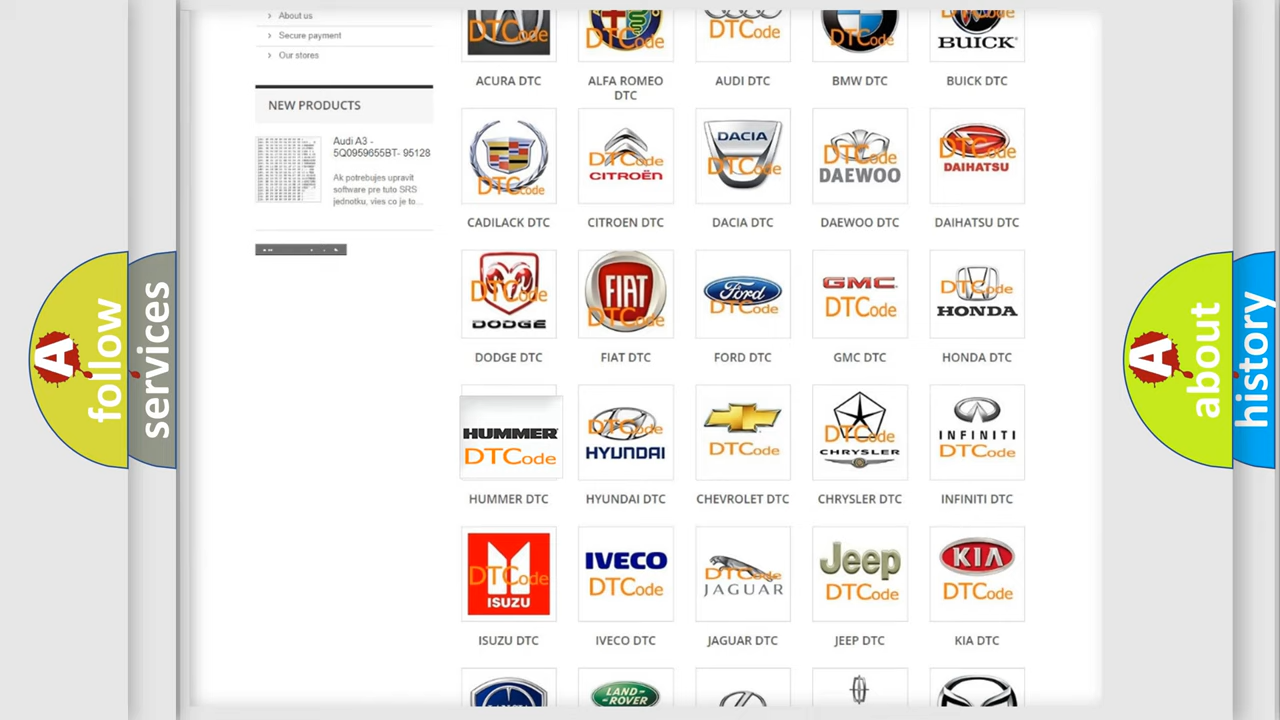 About us
Secure payment
Our stores
NEW PRODUCTS
Audi A3 -
5Q0959655BT- 95128
Ak potrebujes upravit
software pre tuto SRS
jednotku, vies co je to...
DTCode
DTCode
DTCode
DTCode
BUICK
ACURA DTC
ALFA ROMEO
DTC
AUDI DTC
BMW DTC
BUICK DTC
DTCode
DTCode
CITROËN
DACIA
DTCode
DTCode
DAEWOO
DTCode
DAIHATSU
CADILACK DTC
CITROEN DTC
DACIA DTC
DAEWOO DTC
DAIHATSU DTC
DTCode
DODGE
FIAT
DTCode
Ford
DTCode
GMC
DTCode
DTCode
HONDA
DODGE DTC
FIAT DTC
FORD DTC
GMC DTC
HONDA DTC
HUMMER
DTCode
DTCode
HYUNDAI
DTCode
DTCode
CHRYSLER
INFINITI
DTCode
HUMMER DTC
HYUNDAI DTC
CHEVROLET DTC
CHRYSLER DTC
INFINITI DTC
DTCode
ISUZU
IVECO
DTCode
DTCode
JAGUAR
Jeep
DTCode
KIA
DTCode
ISUZU DTC
IVECO DTC
JAGUAR DTC
JEEP DTC
KIA DTC
LAND-
ROVER
A
follow
services
A
about
history